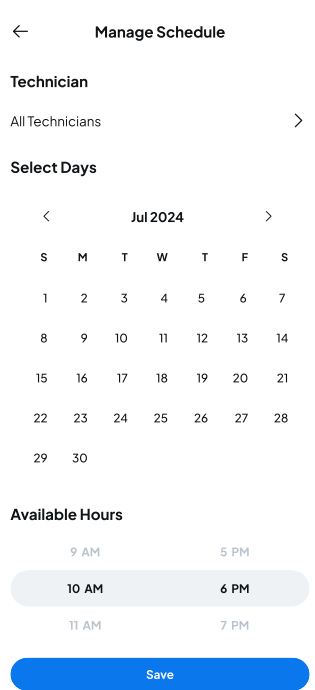 Manage Schedule
Technician
All Technicians
Select Days
Jul 2024
S M T W T F S
1 2 3 4 5 6 7
8 9 10 11 12 13 14
15 16 17 18 19 20 21
22 23 24 25 26 27 28
29 30
Available Hours
9 AM 5 PM
10 AM 6 PM
11 AM 7 PM
Save